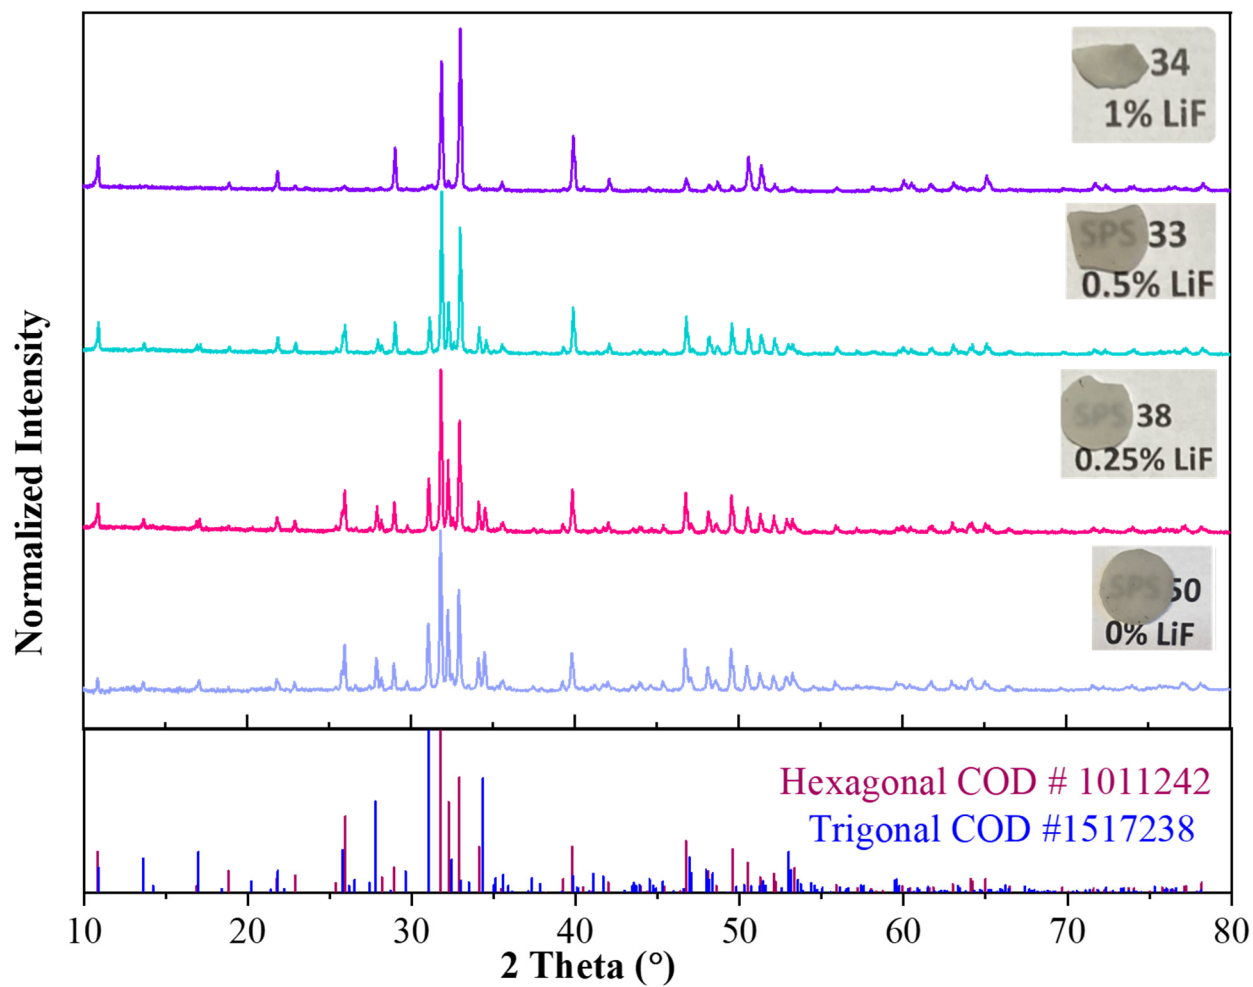 34
1% LiF
SPS 33
0.5% LiF
SPS 38
0.25% LiF
SPS 50
0% LiF
Normalized Intensity
Hexagonal COD # 1011242
Trigonal COD #1517238
10 20 30 40 50 60 70 80
2 Theta (°)